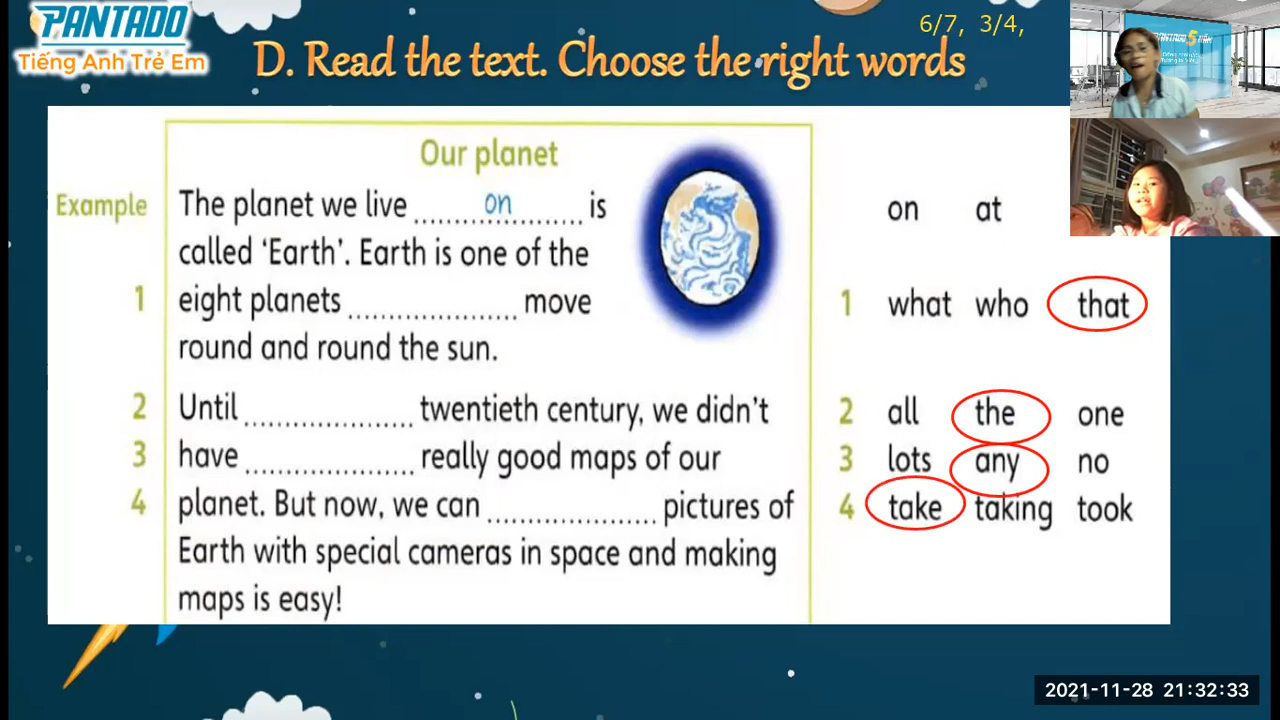 PANTADO
Tiếng Anh Trẻ Em
6/7, 3/4,
D. Read the text. Choose the right words
Our planet
Example The planet we live on is on at
called ‘Earth’. Earth is one of the
1 eight planets .................... move 1 what who that
round and round the sun.
2 Until .................... twentieth century, we didn’t 2 all the one
3 have .................... really good maps of our 3 lots any no
4 planet. But now, we can .................... pictures of 4 take taking took
Earth with special cameras in space and making
maps is easy!
2021-11-28 21:32:33